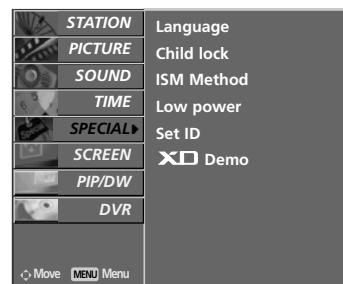 STATION
PICTURE
SOUND
TIME
SPECIAL
SCREEN
PIP/DW
DVR
Move MENU Menu
Language
Child lock
ISM Method
Low power
Set ID
XD Demo